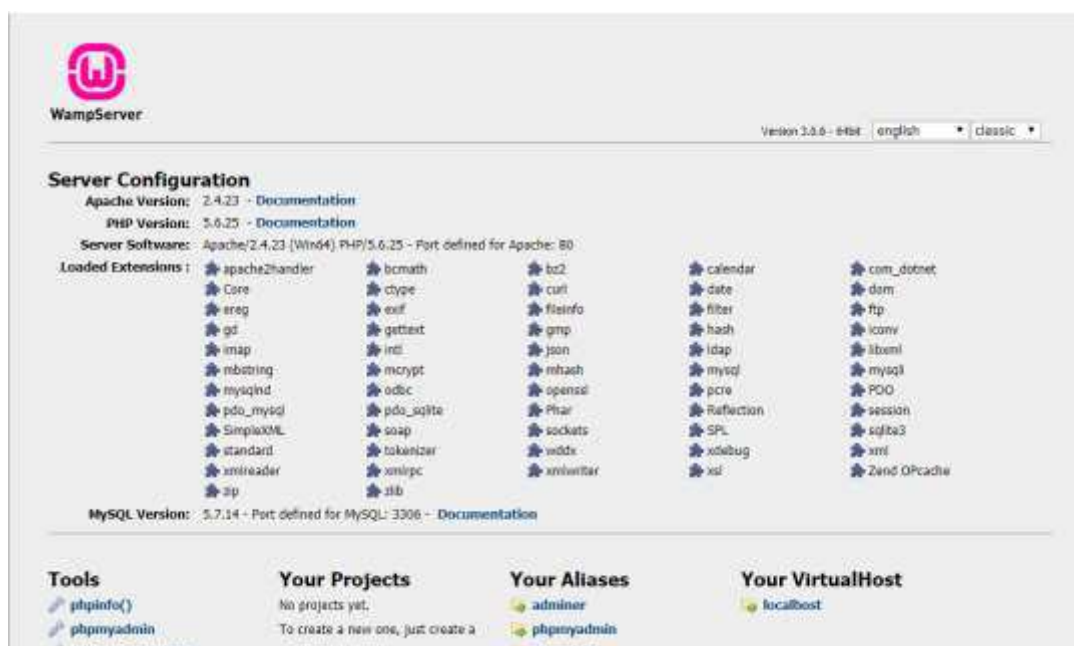 WampServer
Version 3.0.6 - 64bit english classic
Server Configuration
Apache Version: 2.4.23 - Documentation
PHP Version: 5.6.25 - Documentation
Server Software: Apache/2.4.23 (Win64) PHP/5.6.25 - Port defined for Apache: 80
Loaded Extensions : apache2handler bcmath bz2 calendar com_dotnet
Core ctype curl date dom
ereg exif fileinfo filter ftp
gd gettext gmp hash iconv
imap intl json ldap libxml
mbstring mcrypt mhash mysql mysqli
mysqlnd odbc openssl pcre PDO
pdo_mysql pdo_sqlite Phar Reflection session
SimpleXML soap sockets SPL sqlite3
standard tokenizer wddx xdebug xml
xmlreader xmlrpc xmlwriter xsl Zend OPcache
zip zlib
MySQL Version: 5.7.14 - Port defined for MySQL: 3306 - Documentation
Tools Your Projects Your Aliases Your VirtualHost
phpinfo() No projects yet. adminer localhost
phpmyadmin To create a new one, just create a phpmyadmin